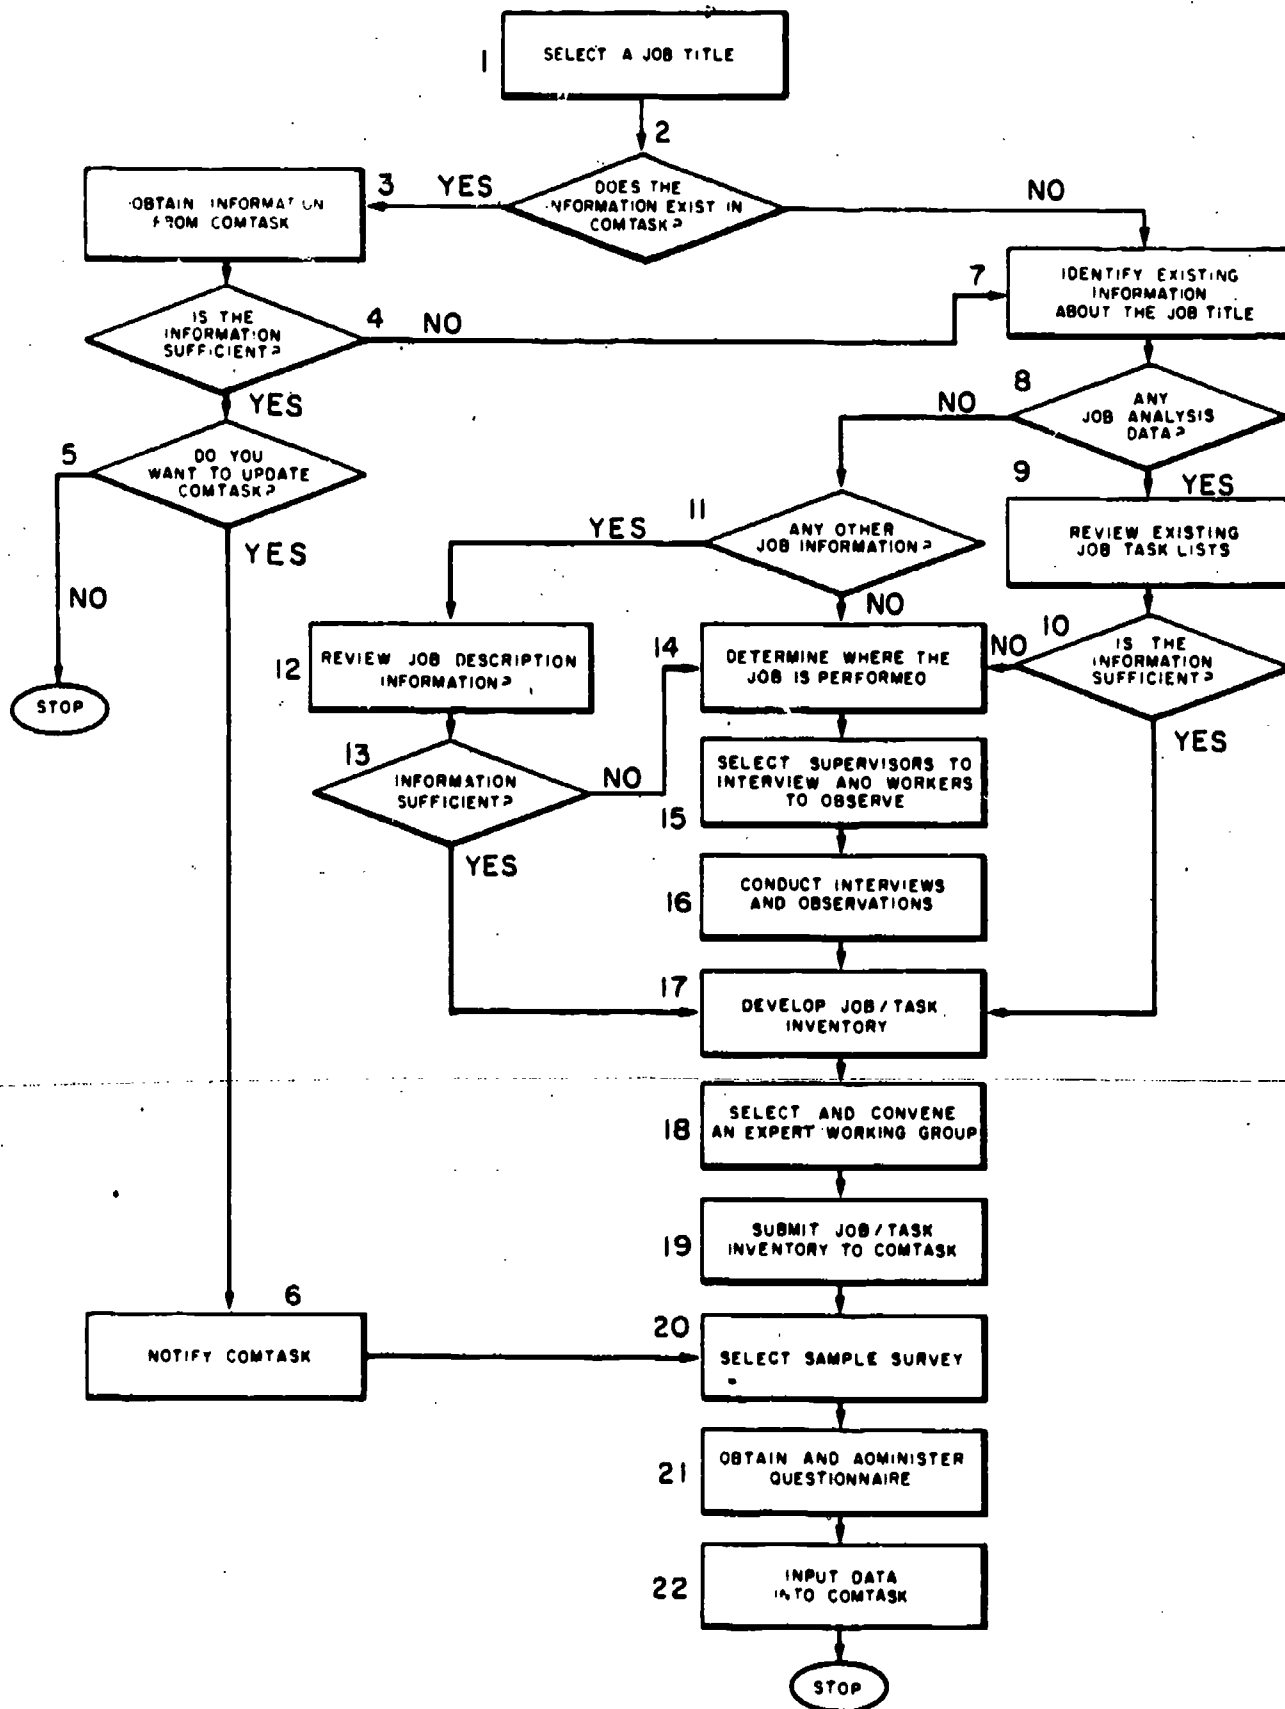 1
SELECT A JOB TITLE
2
DOES THE
INFORMATION EXIST IN
COMTASK?
YES
NO
3
OBTAIN INFORMATION
FROM COMTASK
7
IDENTIFY EXISTING
INFORMATION
ABOUT THE JOB TITLE
4
IS THE
INFORMATION
SUFFICIENT?
NO
YES
8
ANY
JOB ANALYSIS
DATA?
NO
YES
5
DO YOU
WANT TO UPDATE
COMTASK?
NO
YES
STOP
9
REVIEW EXISTING
JOB TASK LISTS
11
ANY OTHER
JOB INFORMATION?
YES
NO
10
IS THE
INFORMATION
SUFFICIENT?
NO
YES
12
REVIEW JOB DESCRIPTION
INFORMATION?
14
DETERMINE WHERE THE
JOB IS PERFORMED
13
INFORMATION
SUFFICIENT?
NO
YES
15
SELECT SUPERVISORS TO
INTERVIEW AND WORKERS
TO OBSERVE
16
CONDUCT INTERVIEWS
AND OBSERVATIONS
17
DEVELOP JOB/TASK
INVENTORY
18
SELECT AND CONVENE
AN EXPERT WORKING GROUP
19
SUBMIT JOB/TASK
INVENTORY TO COMTASK
6
NOTIFY COMTASK
20
SELECT SAMPLE SURVEY
21
OBTAIN AND ADMINISTER
QUESTIONNAIRE
22
INPUT DATA
INTO COMTASK
STOP